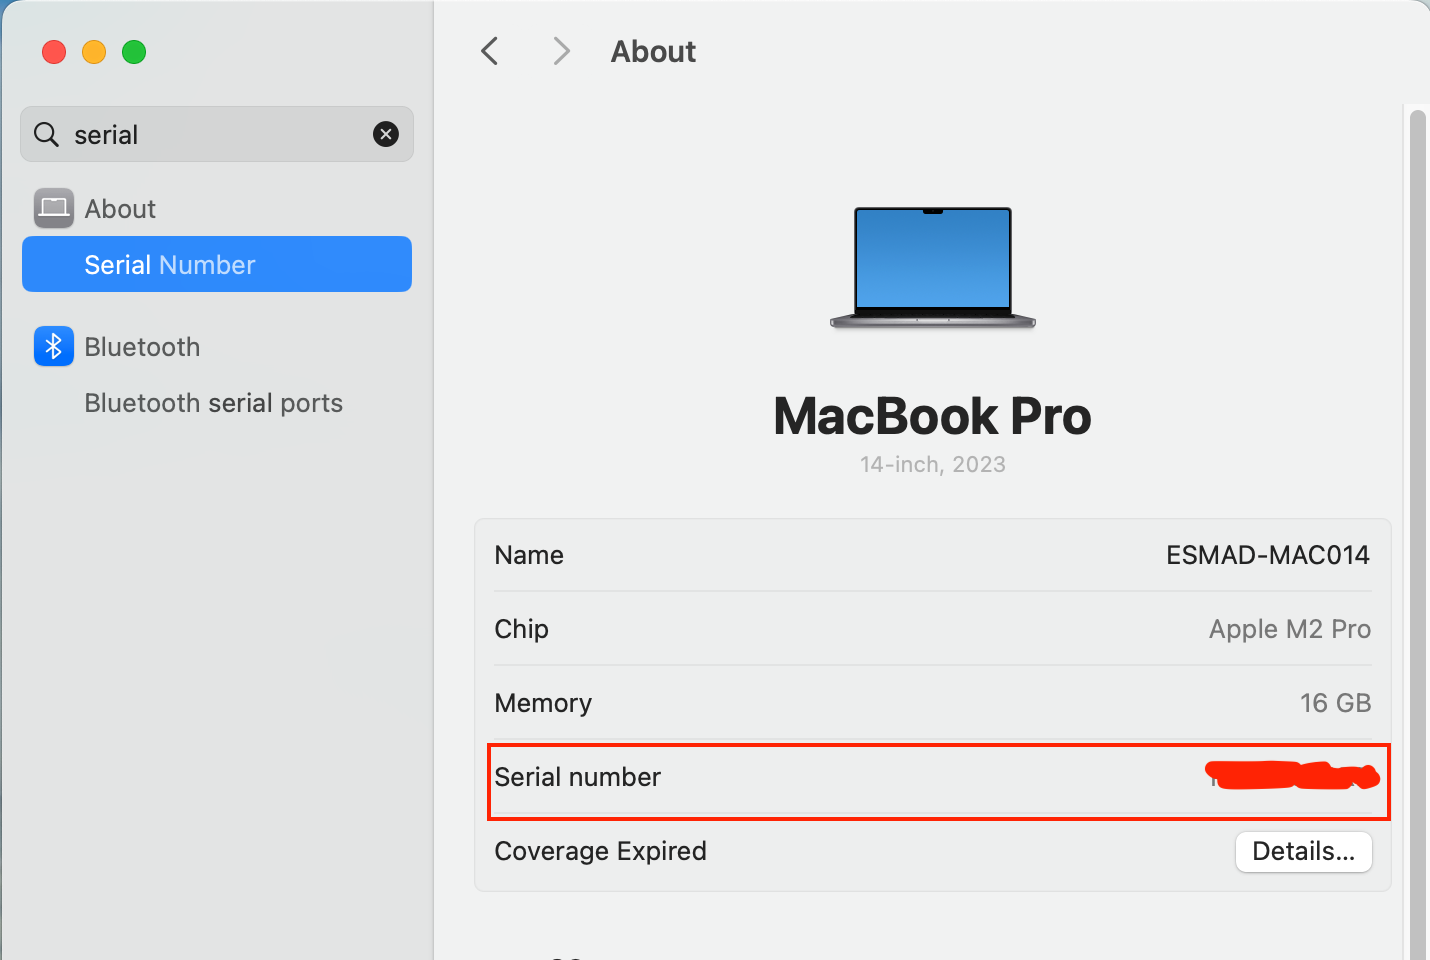 About
serial
About
Serial Number
Bluetooth
Bluetooth serial ports
MacBook Pro
14-inch, 2023
Name ESMAD-MAC014
Chip Apple M2 Pro
Memory 16 GB
Serial number
Coverage Expired Details...